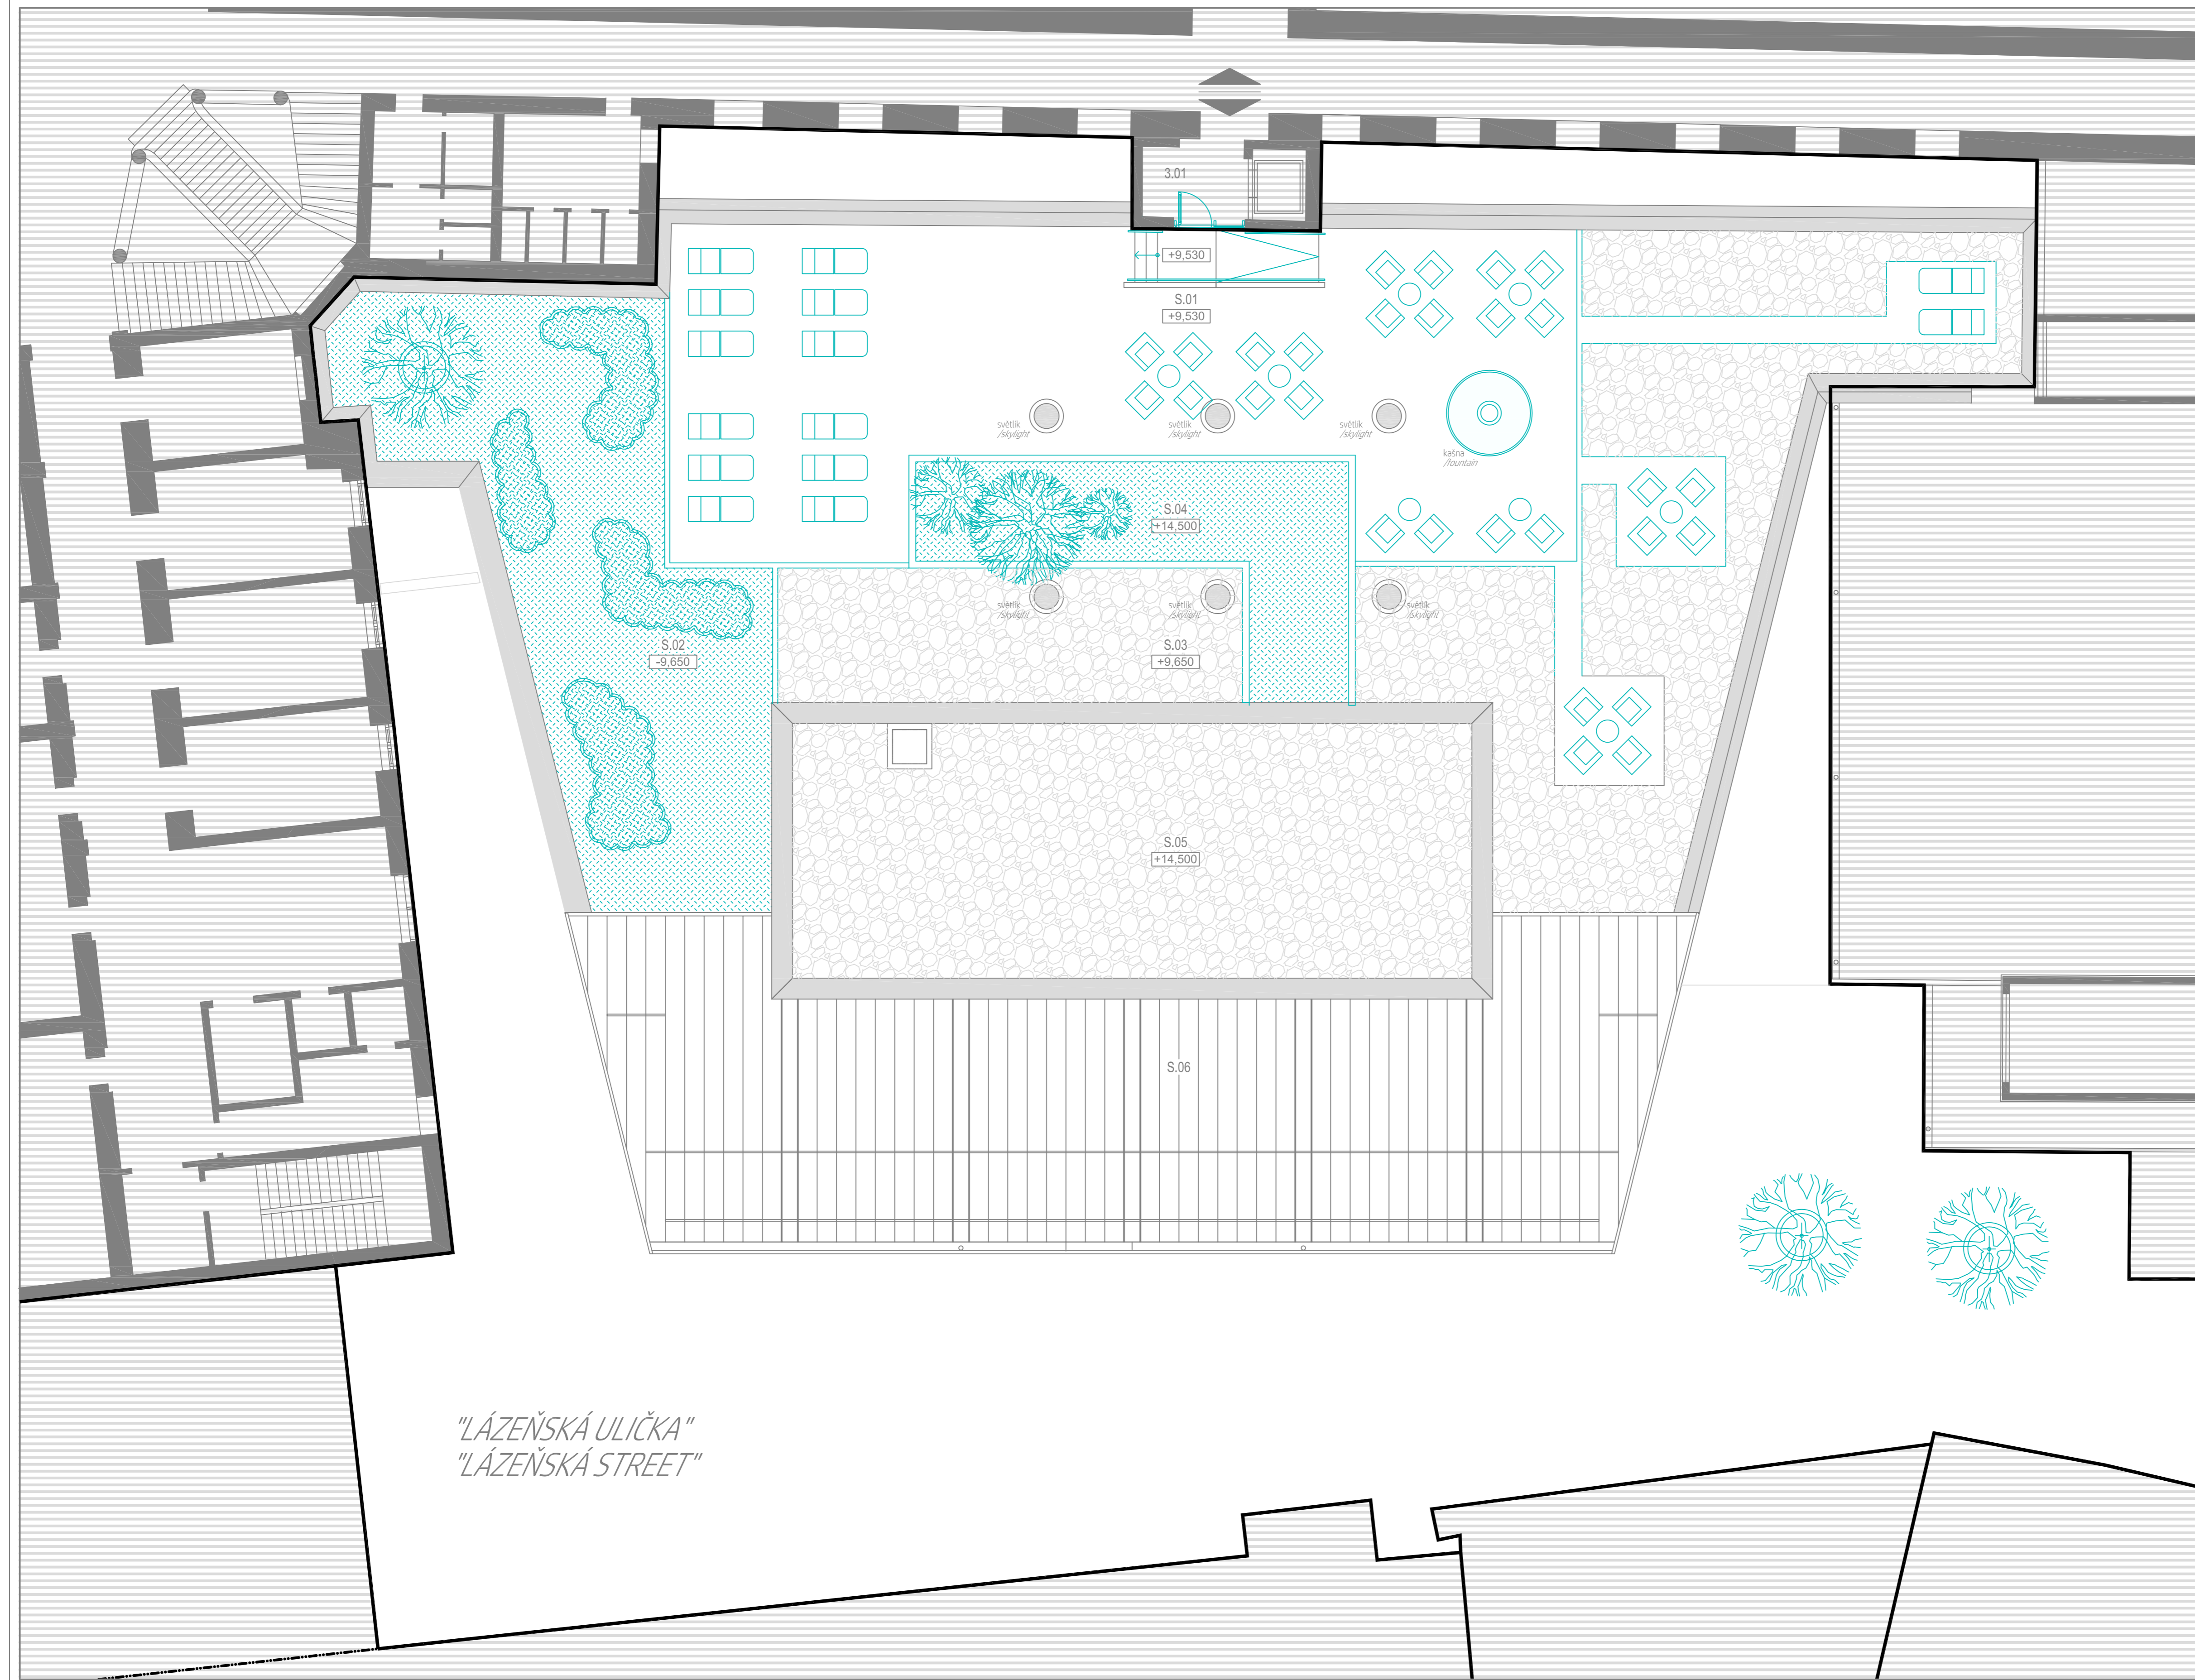 3.01
+9,530
S.01
+9,530
světlík
/skylight
světlík
/skylight
světlík
/skylight
kašna
/fountain
S.04
+14,500
světlík
/skylight
světlík
/skylight
světlík
/skylight
S.02
-9,650
S.03
+9,650
S.05
+14,500
S.06
"LÁZEŇSKÁ ULIČKA"
"LÁZEŇSKÁ STREET"